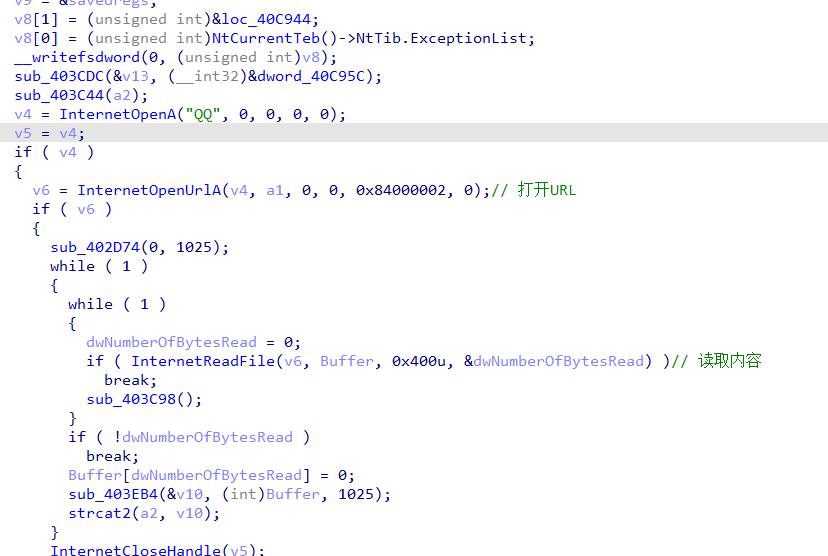 v9 = &savedregs;
v8[1] = (unsigned int)&loc_40C944;
v8[0] = (unsigned int)NtCurrentTeb()->NtTib.ExceptionList;
__writefsdword(0, (unsigned int)v8);
sub_403CDC(&v13, (__int32)&dword_40C95C);
sub_403C44(a2);
v4 = InternetOpenA("QQ", 0, 0, 0, 0);
v5 = v4;
if ( v4 )
{
v6 = InternetOpenUrlA(v4, a1, 0, 0, 0x84000002, 0);// 打开URL
if ( v6 )
{
sub_402D74(0, 1025);
while ( 1 )
{
while ( 1 )
{
dwNumberOfBytesRead = 0;
if ( InternetReadFile(v6, Buffer, 0x400u, &dwNumberOfBytesRead) )// 读取内容
break;
sub_403C98();
}
if ( !dwNumberOfBytesRead )
break;
Buffer[dwNumberOfBytesRead] = 0;
sub_403EB4(&v10, (int)Buffer, 1025);
strcat2(a2, v10);
}
InternetCloseHandle(v5);